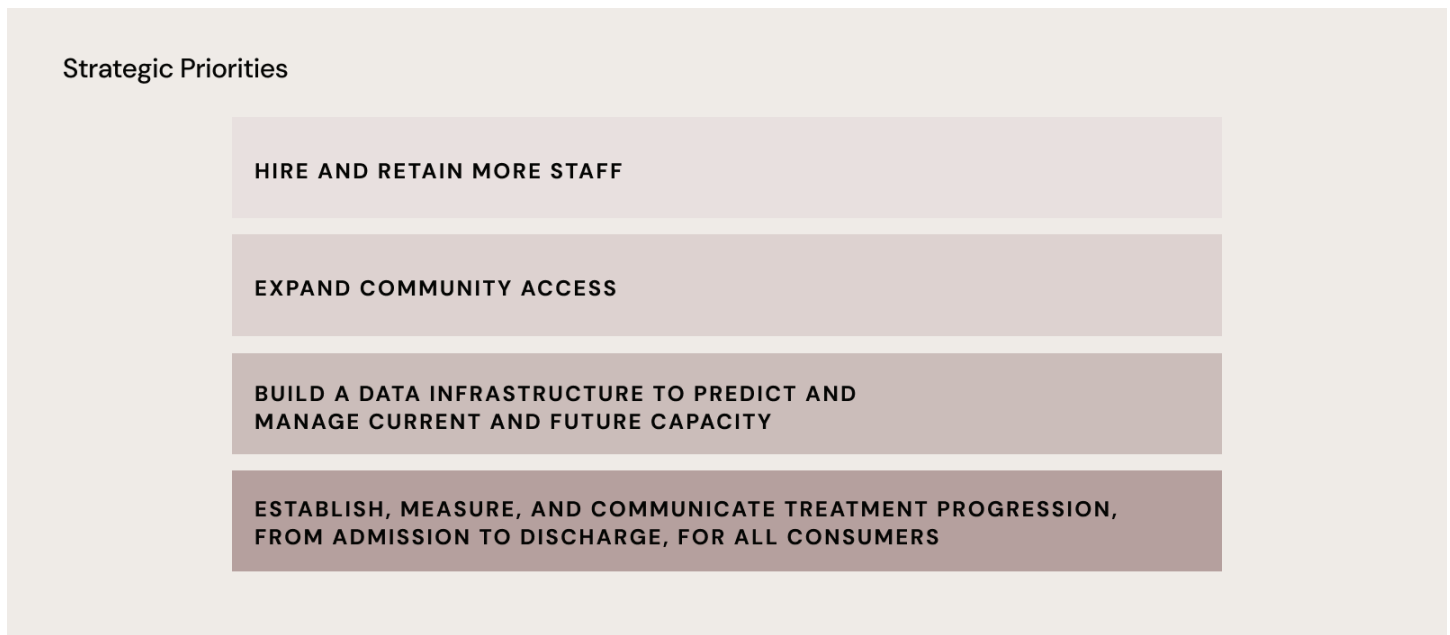 Strategic Priorities
HIRE AND RETAIN MORE STAFF
EXPAND COMMUNITY ACCESS
BUILD A DATA INFRASTRUCTURE TO PREDICT AND
MANAGE CURRENT AND FUTURE CAPACITY
ESTABLISH, MEASURE, AND COMMUNICATE TREATMENT PROGRESSION,
FROM ADMISSION TO DISCHARGE, FOR ALL CONSUMERS